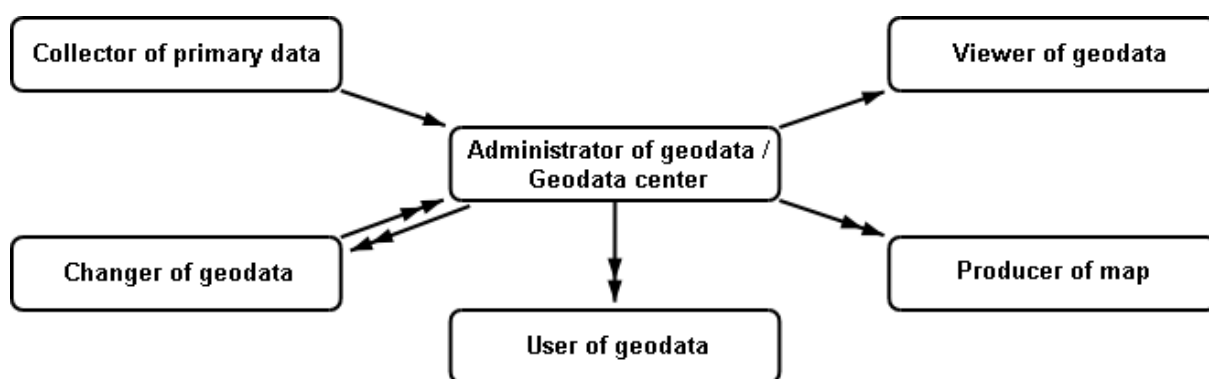 Collector of primary data
Viewer of geodata
Administrator of geodata /
Geodata center
Changer of geodata
Producer of map
User of geodata